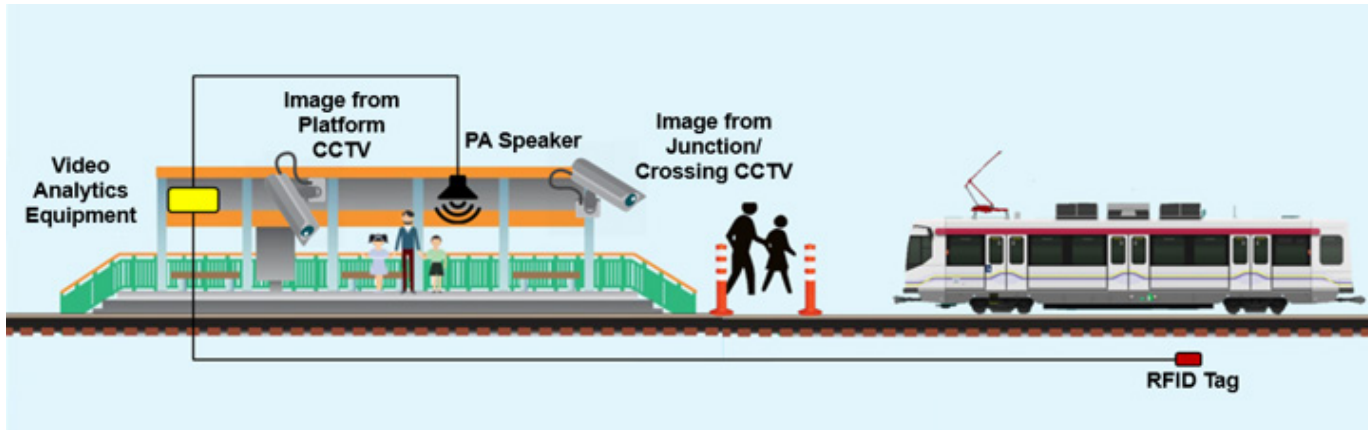 Image from
Platform
CCTV
PA Speaker
Image from
Junction/
Crossing CCTV
Video
Analytics
Equipment
RFID Tag